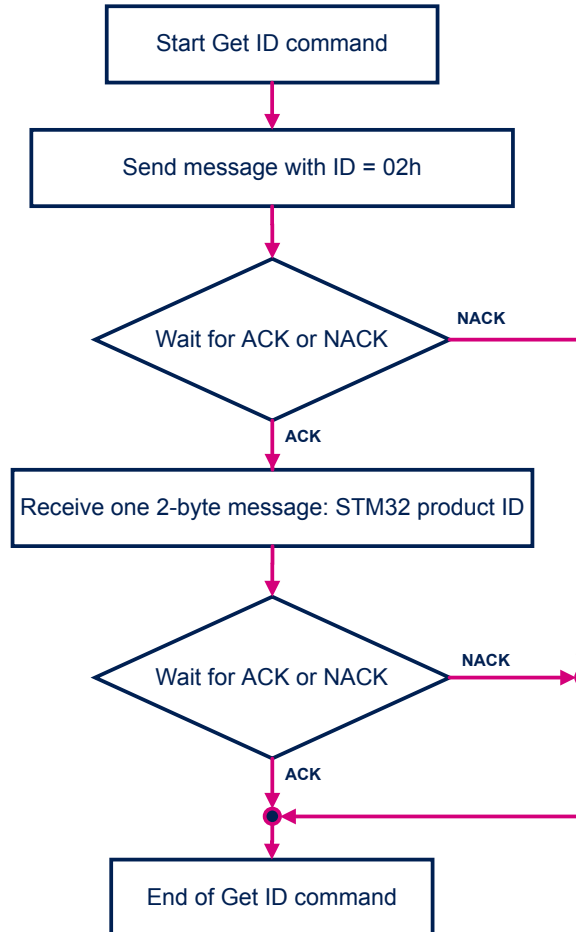 Start Get ID command
Send message with ID = 02h
Wait for ACK or NACK
NACK
ACK
Receive one 2-byte message: STM32 product ID
Wait for ACK or NACK
NACK
ACK
End of Get ID command